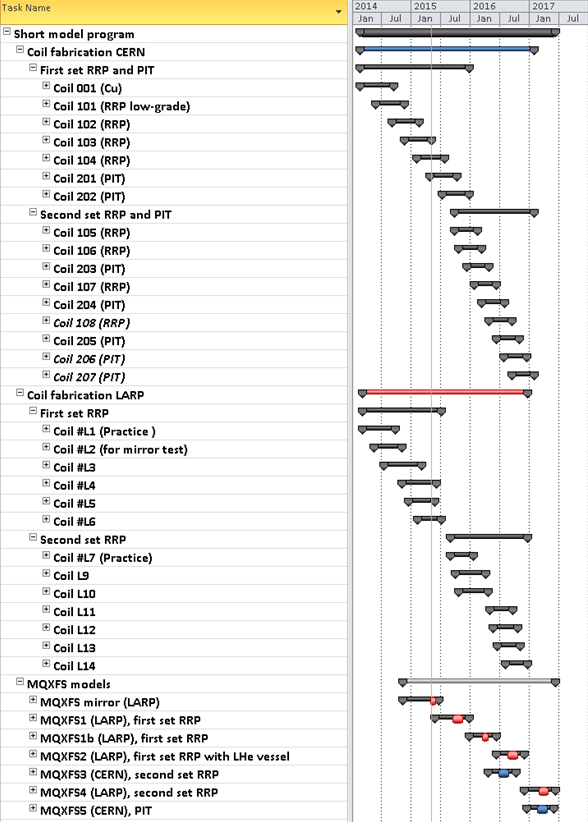 Task Name
2014 2015 2016 2017
Jan Jul Jan Jul Jan Jul Jan Jul
Short model program
Coil fabrication CERN
First set RRP and PIT
Coil 001 (Cu)
Coil 101 (RRP low-grade)
Coil 102 (RRP)
Coil 103 (RRP)
Coil 104 (RRP)
Coil 201 (PIT)
Coil 202 (PIT)
Second set RRP and PIT
Coil 105 (RRP)
Coil 106 (RRP)
Coil 203 (PIT)
Coil 107 (RRP)
Coil 204 (PIT)
Coil 108 (RRP)
Coil 205 (PIT)
Coil 206 (PIT)
Coil 207 (PIT)
Coil fabrication LARP
First set RRP
Coil #L1 (Practice )
Coil #L2 (for mirror test)
Coil #L3
Coil #L4
Coil #L5
Coil #L6
Second set RRP
Coil #L7 (Practice)
Coil L9
Coil L10
Coil L11
Coil L12
Coil L13
Coil L14
MQXFS models
MQXFS mirror (LARP)
MQXFS1 (LARP), first set RRP
MQXFS1b (LARP), first set RRP
MQXFS2 (LARP), first set RRP with LHe vessel
MQXFS3 (CERN), second set RRP
MQXFS4 (LARP), second set RRP
MQXFS5 (CERN), PIT